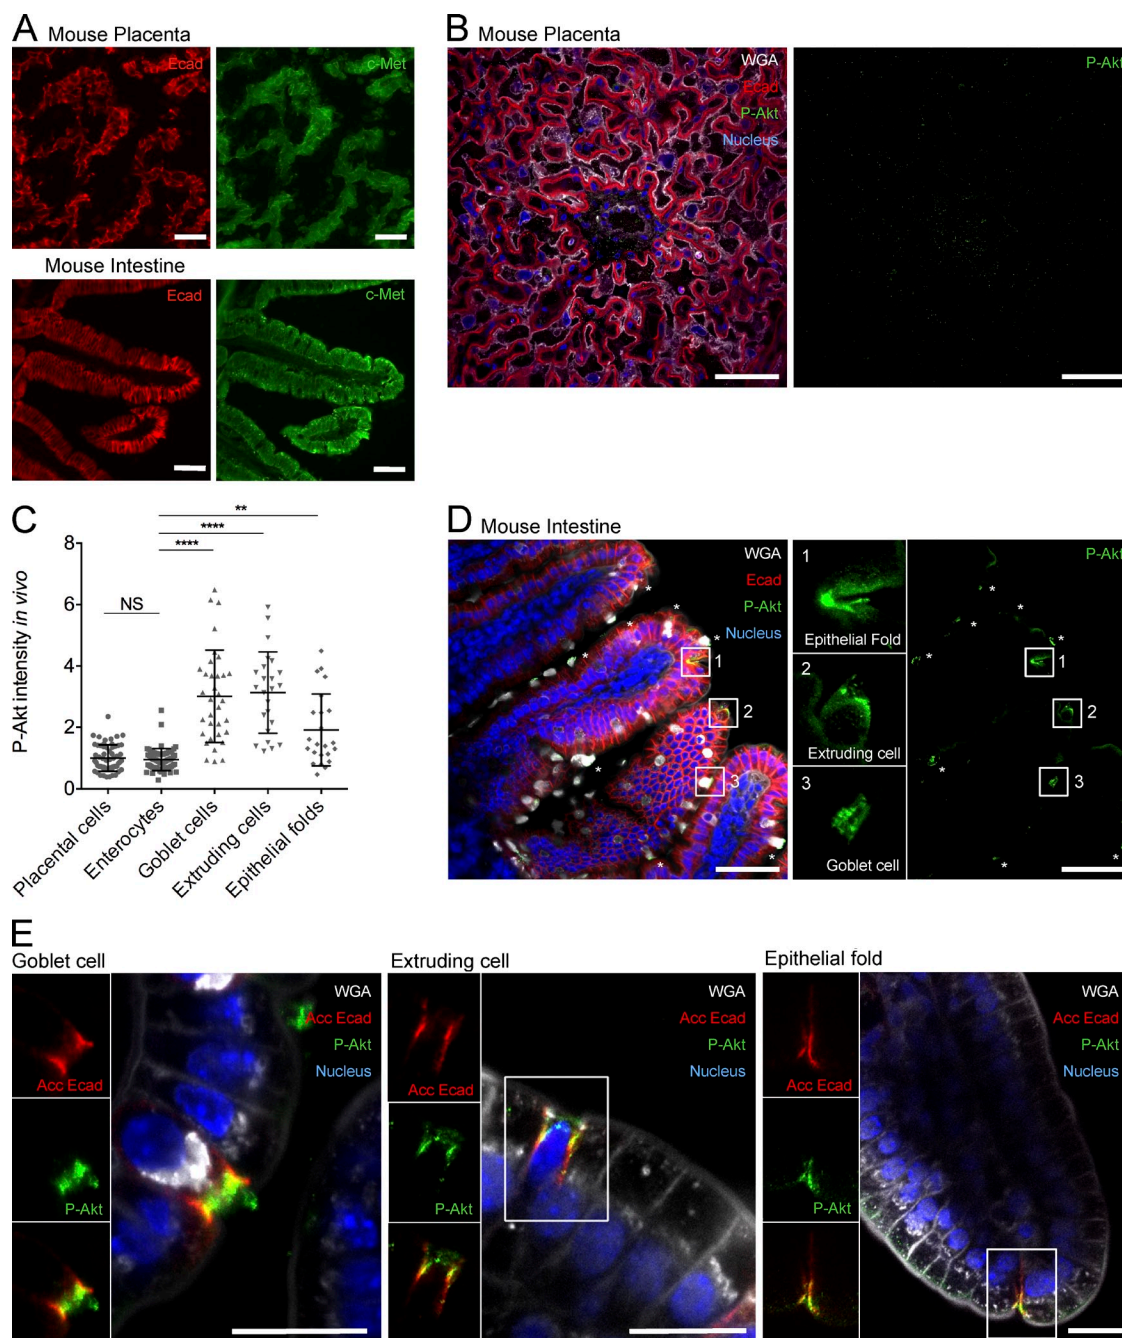 A
Mouse Placenta
Ecad
c-Met
Mouse Intestine
Ecad
c-Met
B
Mouse Placenta
WGA
Ecad
P-Akt
Nucleus
P-Akt
C
P-Akt intensity in vivo
8
6
4
2
0
NS
****
****
**
Placental cells
Enterocytes
Goblet cells
Extruding cells
Epithelial folds
D
Mouse Intestine
WGA
Ecad
P-Akt
Nucleus
1
2
3
1
Epithelial Fold
2
Extruding cell
3
Goblet cell
P-Akt
1
2
3
E
Goblet cell
Acc Ecad
P-Akt
WGA
Acc Ecad
P-Akt
Nucleus
Extruding cell
Acc Ecad
P-Akt
WGA
Acc Ecad
P-Akt
Nucleus
Epithelial fold
Acc Ecad
P-Akt
WGA
Acc Ecad
P-Akt
Nucleus